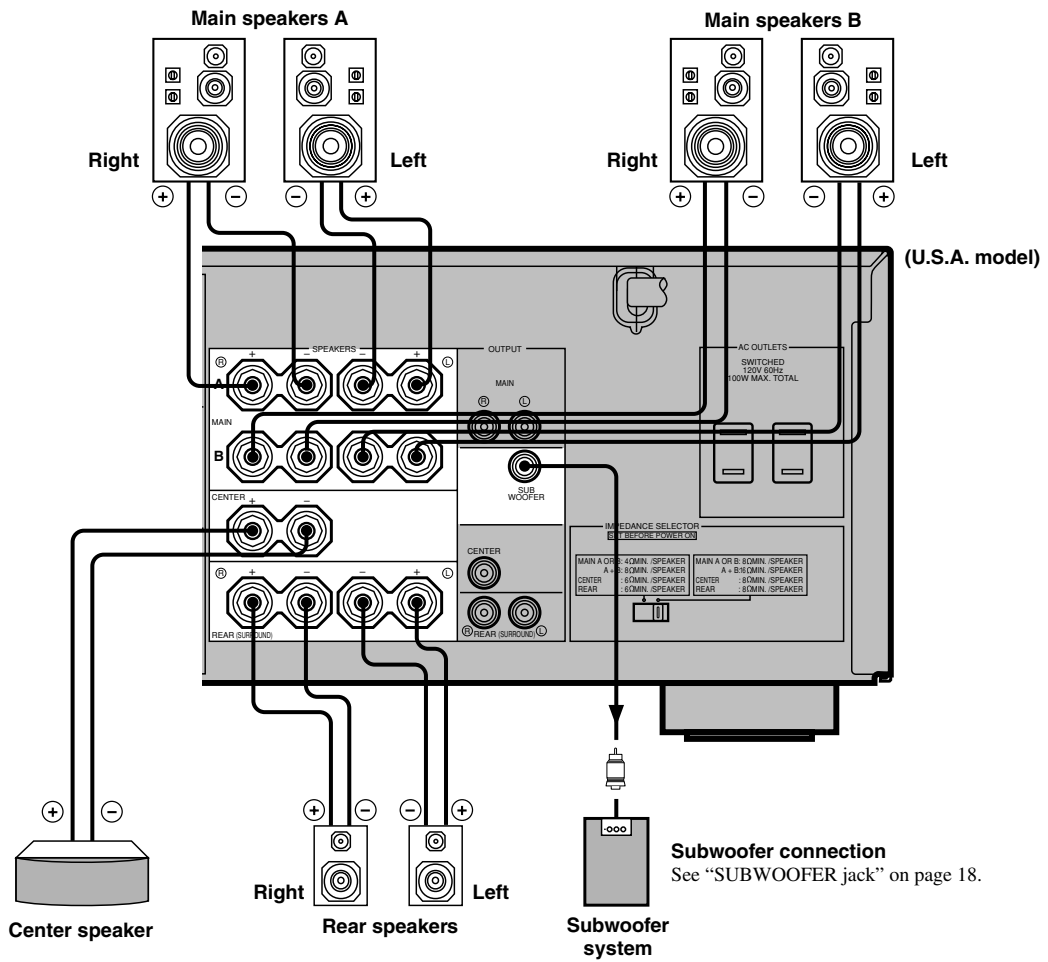 Main speakers A
Main speakers B
Right
Left
Right
Left
+ − − +
+ − − +
(U.S.A. model)
R + SPEAKERS − − + L
A
MAIN
B
OUTPUT
MAIN
R L
SUB
WOOFER
AC OUTLETS
SWITCHED
120V 60Hz
100W MAX. TOTAL
CENTER
+ −
IMPEDANCE SELECTOR
SET BEFORE POWER ON
MAIN A OR B: 4ΩMIN. /SPEAKER
A + B: 8ΩMIN. /SPEAKER
CENTER : 6ΩMIN. /SPEAKER
REAR : 6ΩMIN. /SPEAKER
MAIN A OR B: 8ΩMIN. /SPEAKER
A + B:16ΩMIN. /SPEAKER
CENTER : 8ΩMIN. /SPEAKER
REAR : 8ΩMIN. /SPEAKER
CENTER
R + − − + L
REAR (SURROUND)
R REAR (SURROUND) L
+ −
+ − − +
Center speaker
Right
Left
Rear speakers
Subwoofer
system
Subwoofer connection
See “SUBWOOFER jack” on page 18.